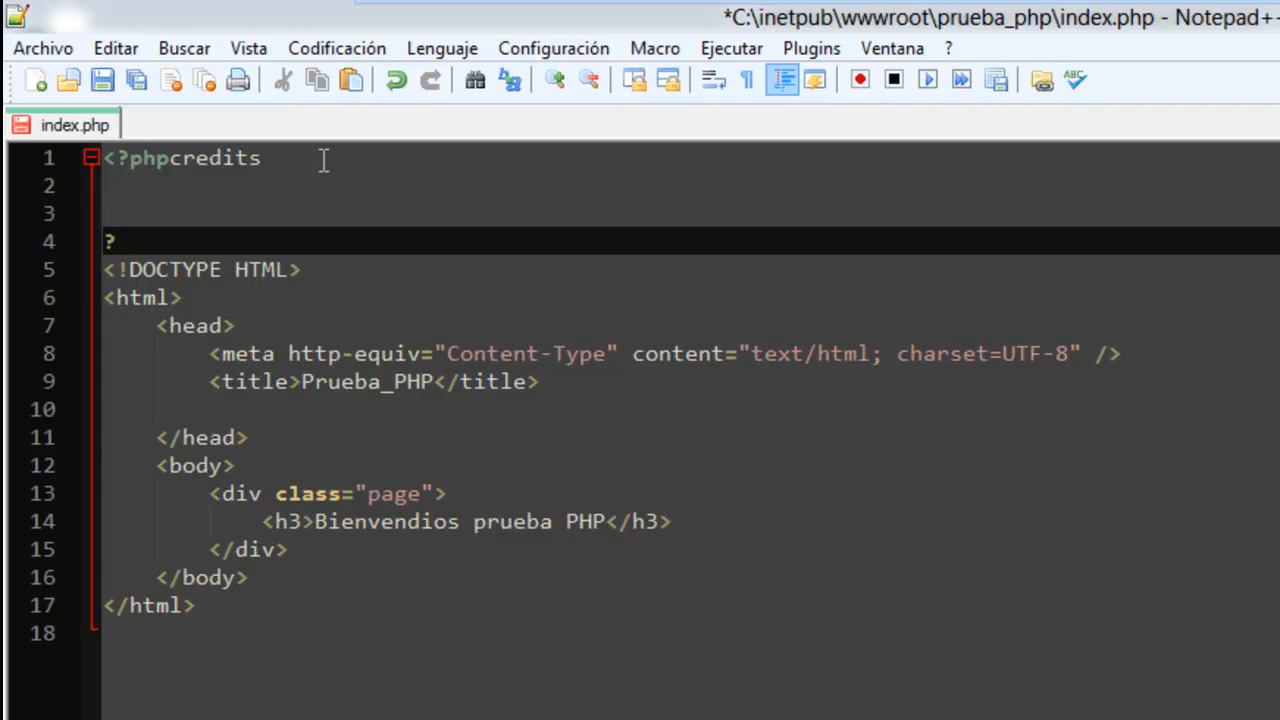 *C:\inetpub\wwwroot\prueba_php\index.php - Notepad++
Archivo Editar Buscar Vista Codificación Lenguaje Configuración Macro Ejecutar Plugins Ventana ?
ABC
index.php
1 <?phpcredits
2
3
4 ?
5 <!DOCTYPE HTML>
6 <html>
7 <head>
8 <meta http-equiv="Content-Type" content="text/html; charset=UTF-8" />
9 <title>Prueba_PHP</title>
10
11 </head>
12 <body>
13 <div class="page">
14 <h3>Bienvendios prueba PHP</h3>
15 </div>
16 </body>
17 </html>
18